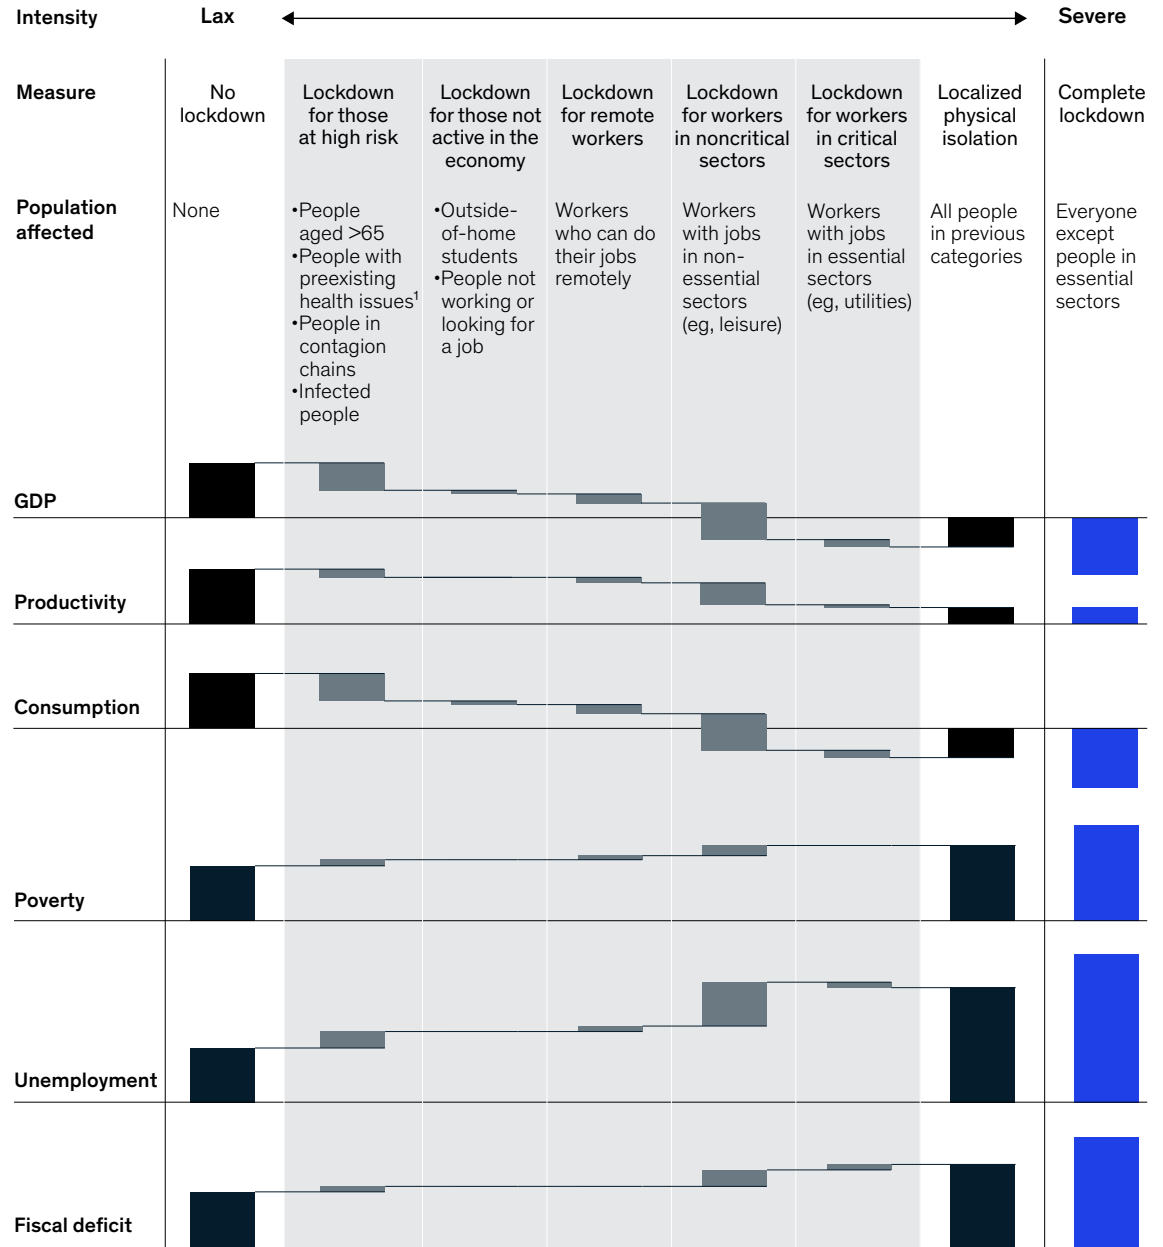 Intensity
Lax
Severe
Measure
No
lockdown
Lockdown
for those
at high risk
Lockdown
for those not
active in the
economy
Lockdown
for remote
workers
Lockdown
for workers
in noncritical
sectors
Lockdown
for workers
in critical
sectors
Localized
physical
isolation
Complete
lockdown
Population
affected
None
•People
aged >65
•People with
preexisting
health issues¹
•People in
contagion
chains
•Infected
people
•Outside-
of-home
students
•People not
working or
looking for
a job
Workers
who can do
their jobs
remotely
Workers
with jobs
in non-
essential
sectors
(eg, leisure)
Workers
with jobs
in essential
sectors
(eg, utilities)
All people
in previous
categories
Everyone
except
people in
essential
sectors
GDP
Productivity
Consumption
Poverty
Unemployment
Fiscal deficit